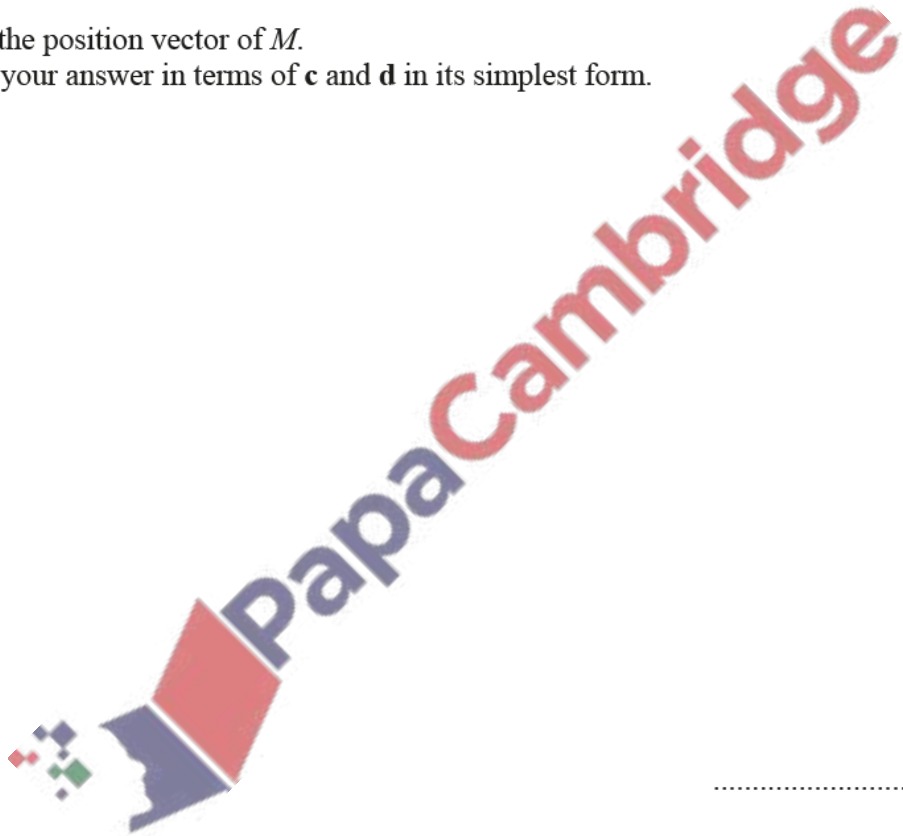 the position vector of M.
your answer in terms of c and d in its simplest form.
PapaCambridge